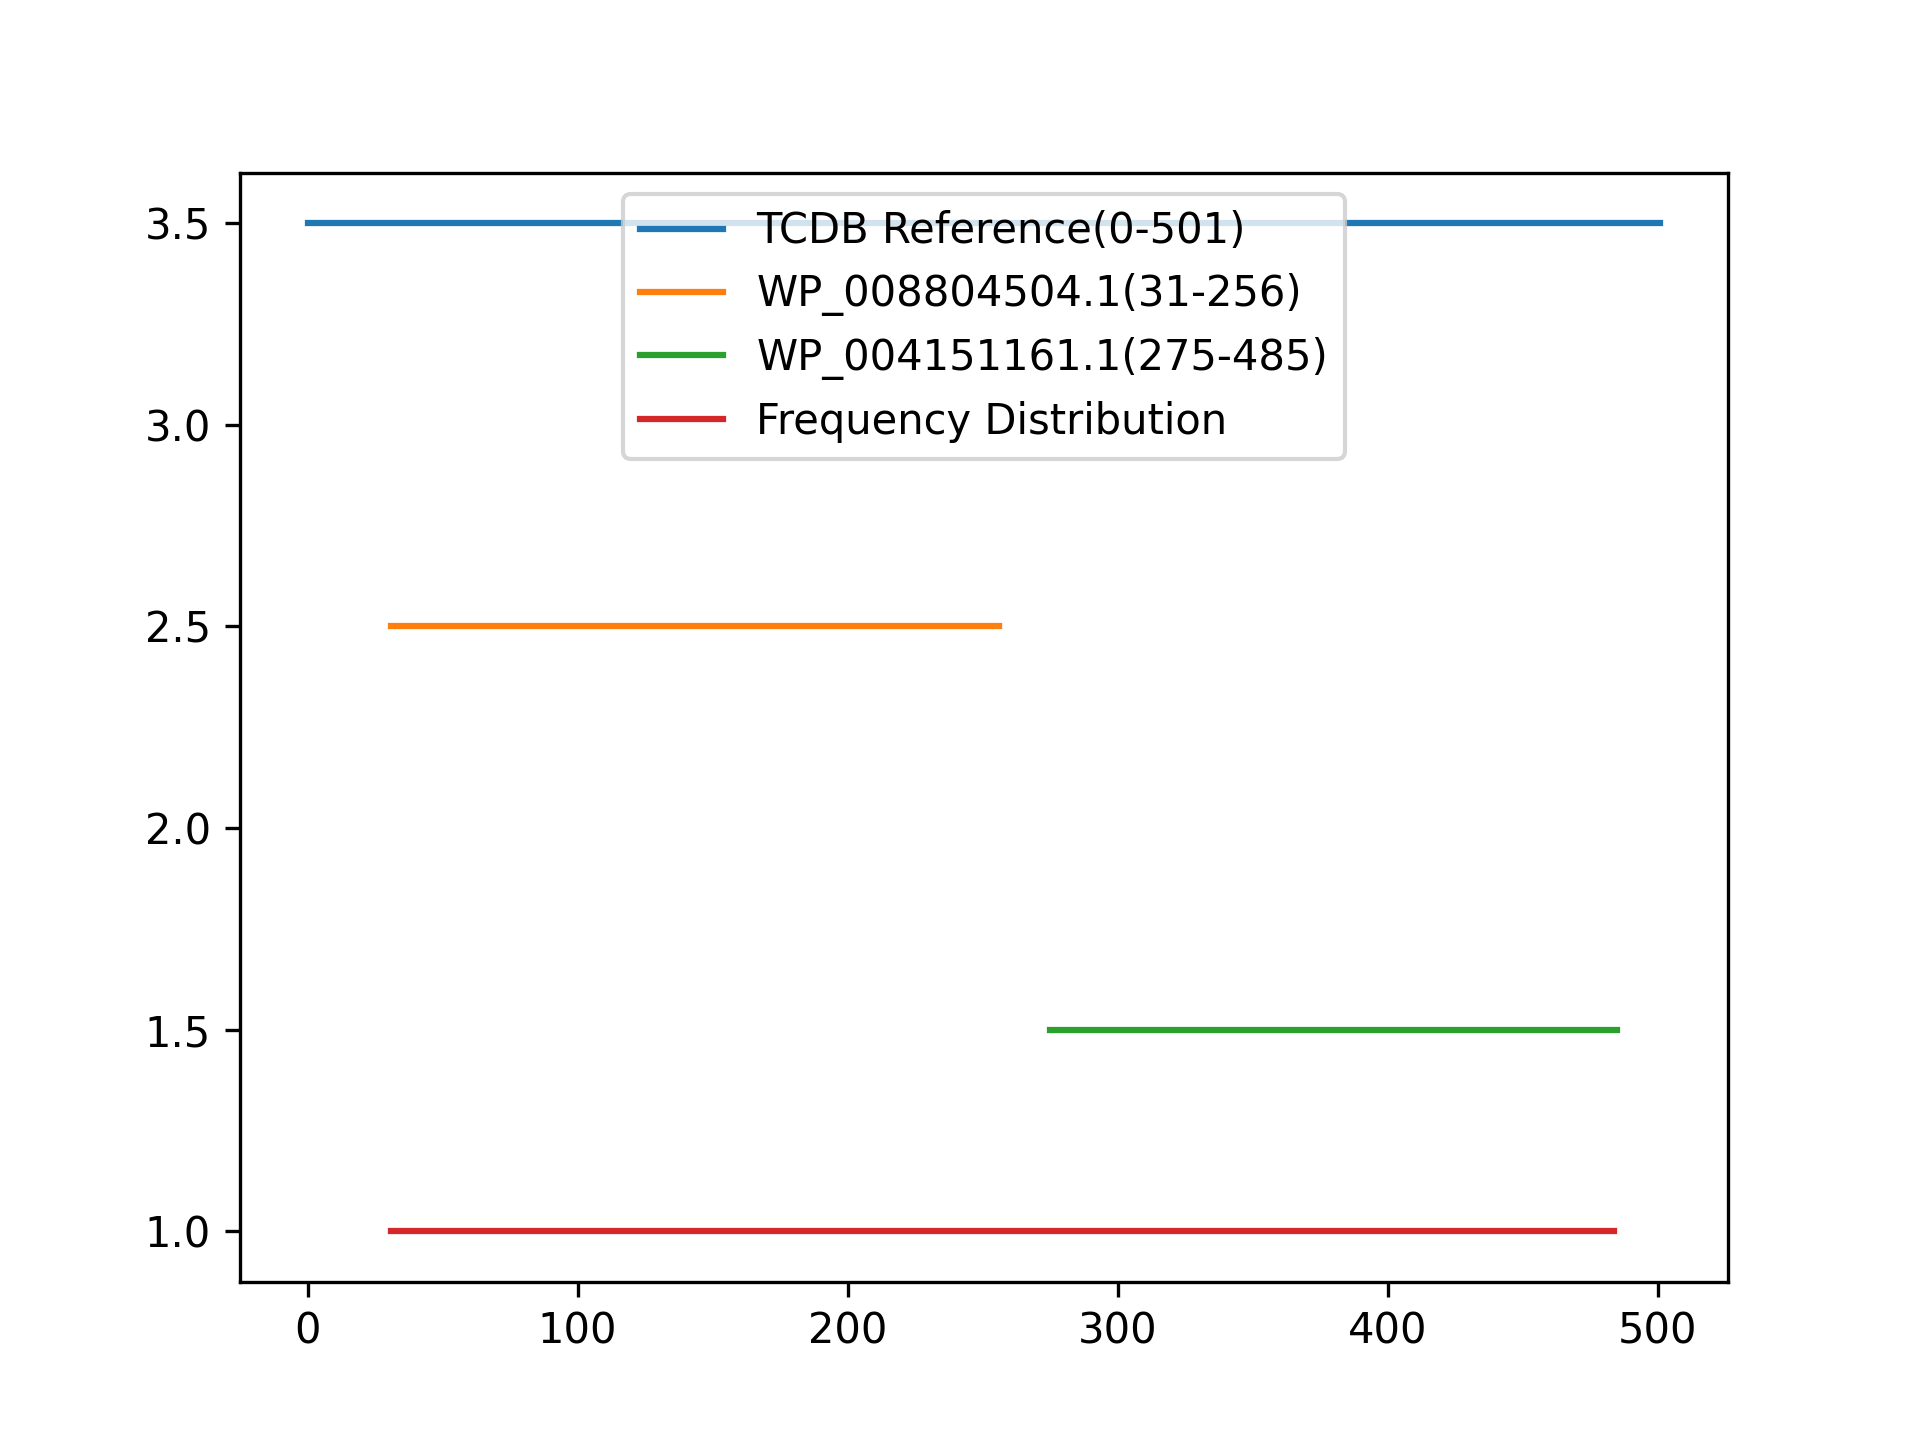 TCDB Reference(0-501)
WP_008804504.1(31-256)
WP_004151161.1(275-485)
Frequency Distribution
3.5
3.0
2.5
2.0
1.5
1.0
0 100 200 300 400 500